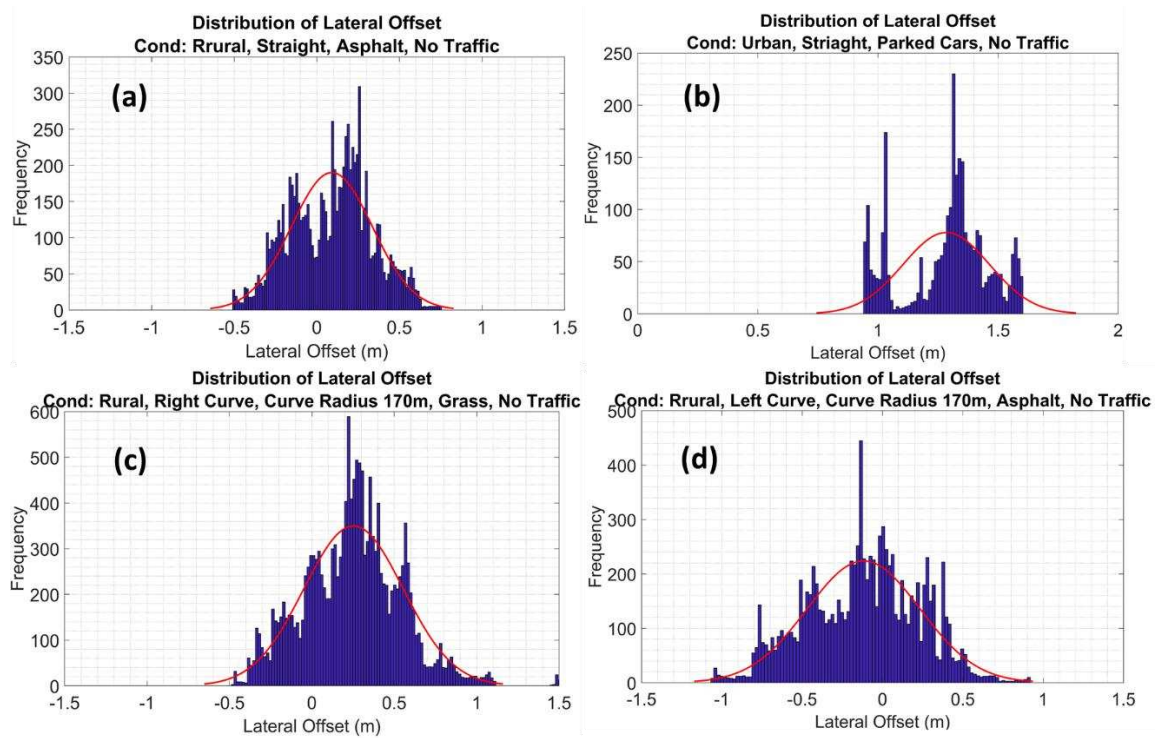 Distribution of Lateral Offset
Cond: Rrural, Straight, Asphalt, No Traffic
(a)
Frequency
350
300
250
200
150
100
50
0
-1.5 -1 -0.5 0 0.5 1 1.5
Lateral Offset (m)
Distribution of Lateral Offset
Cond: Urban, Striaght, Parked Cars, No Traffic
(b)
Frequency
250
200
150
100
50
0
0 0.5 1 1.5 2
Lateral Offset (m)
Distribution of Lateral Offset
Cond: Rural, Right Curve, Curve Radius 170m, Grass, No Traffic
(c)
Frequency
600
500
400
300
200
100
0
-1.5 -1 -0.5 0 0.5 1 1.5
Lateral Offset (m)
Distribution of Lateral Offset
Cond: Rrural, Left Curve, Curve Radius 170m, Asphalt, No Traffic
(d)
Frequency
500
400
300
200
100
0
-1.5 -1 -0.5 0 0.5 1 1.5
Lateral Offset (m)